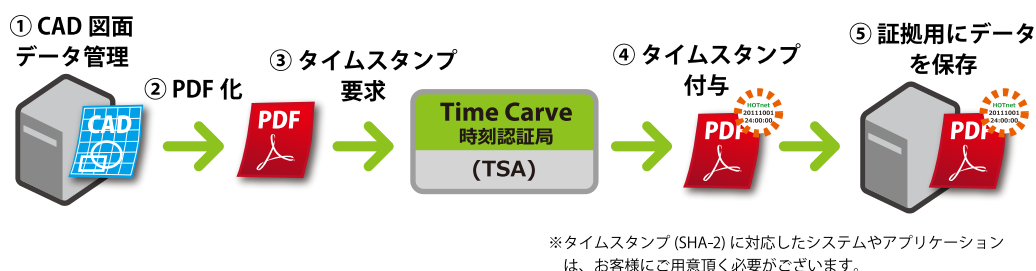 ① CAD 図面
データ管理
② PDF 化
③ タイムスタンプ
要求
④ タイムスタンプ
付与
⑤ 証拠用にデータ
を保存
CAD
PDF
Time Carve
時刻認証局
(TSA)
PDF
HOTnet
20111001
24:00:00
PDF
HOTnet
20111001
24:00:00
※タイムスタンプ (SHA-2) に対応したシステムやアプリケーション
は、お客様にご用意頂く必要がございます。